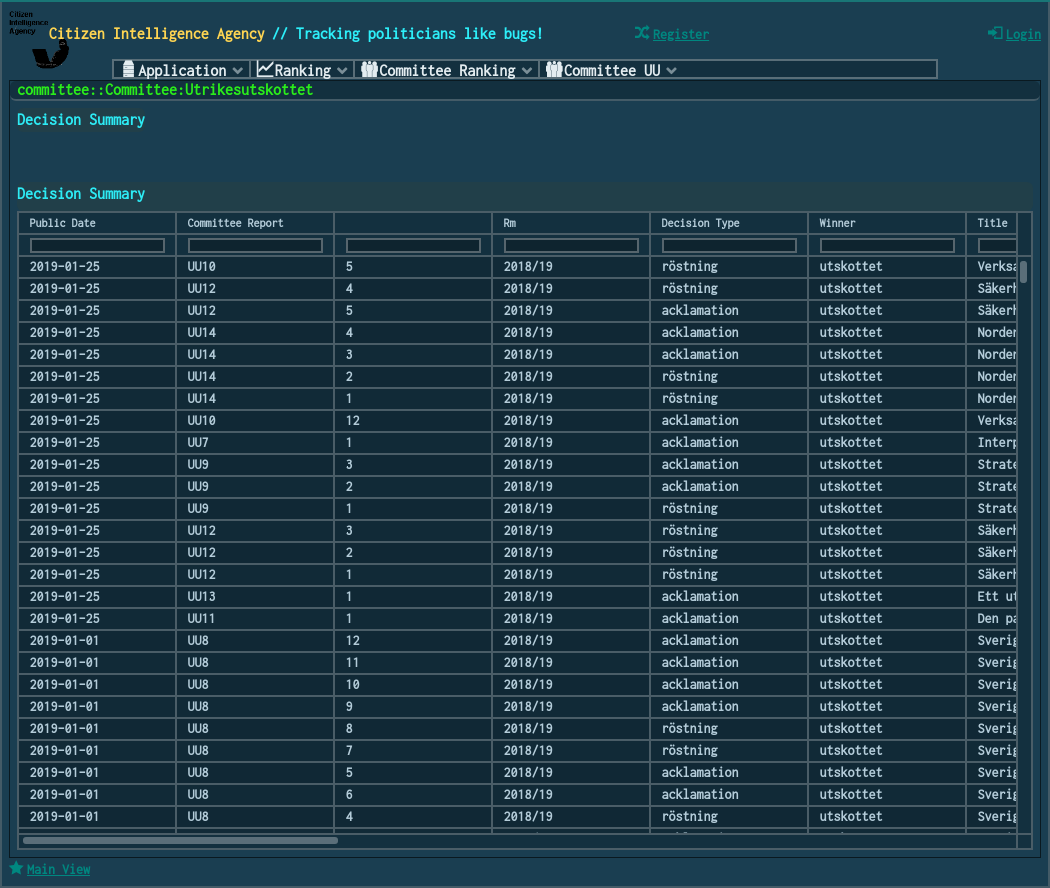 Citizen
Intelligence
Agency
Citizen Intelligence Agency // Tracking politicians like bugs!
Register
Login
Application Ranking Committee Ranking Committee UU
committee::Committee:Utrikesutskottet
Decision Summary
Decision Summary
Public Date Committee Report Rm Decision Type Winner Title
2019-01-25 UU10 5 2018/19 röstning utskottet Verksa
2019-01-25 UU12 4 2018/19 röstning utskottet Säkerh
2019-01-25 UU12 5 2018/19 acklamation utskottet Säkerh
2019-01-25 UU14 4 2018/19 acklamation utskottet Norden
2019-01-25 UU14 3 2018/19 acklamation utskottet Norden
2019-01-25 UU14 2 2018/19 röstning utskottet Norden
2019-01-25 UU14 1 2018/19 röstning utskottet Norden
2019-01-25 UU10 12 2018/19 acklamation utskottet Verksa
2019-01-25 UU7 1 2018/19 acklamation utskottet Interp
2019-01-25 UU9 3 2018/19 acklamation utskottet Strate
2019-01-25 UU9 2 2018/19 acklamation utskottet Strate
2019-01-25 UU9 1 2018/19 röstning utskottet Strate
2019-01-25 UU12 3 2018/19 röstning utskottet Säkerh
2019-01-25 UU12 2 2018/19 röstning utskottet Säkerh
2019-01-25 UU12 1 2018/19 röstning utskottet Säkerh
2019-01-25 UU13 1 2018/19 acklamation utskottet Ett ut
2019-01-25 UU11 1 2018/19 acklamation utskottet Den pa
2019-01-01 UU8 12 2018/19 acklamation utskottet Sverig
2019-01-01 UU8 11 2018/19 acklamation utskottet Sverig
2019-01-01 UU8 10 2018/19 acklamation utskottet Sverig
2019-01-01 UU8 9 2018/19 acklamation utskottet Sverig
2019-01-01 UU8 8 2018/19 röstning utskottet Sverig
2019-01-01 UU8 7 2018/19 röstning utskottet Sverig
2019-01-01 UU8 5 2018/19 acklamation utskottet Sverig
2019-01-01 UU8 6 2018/19 acklamation utskottet Sverig
2019-01-01 UU8 4 2018/19 röstning utskottet Sverig
Main View